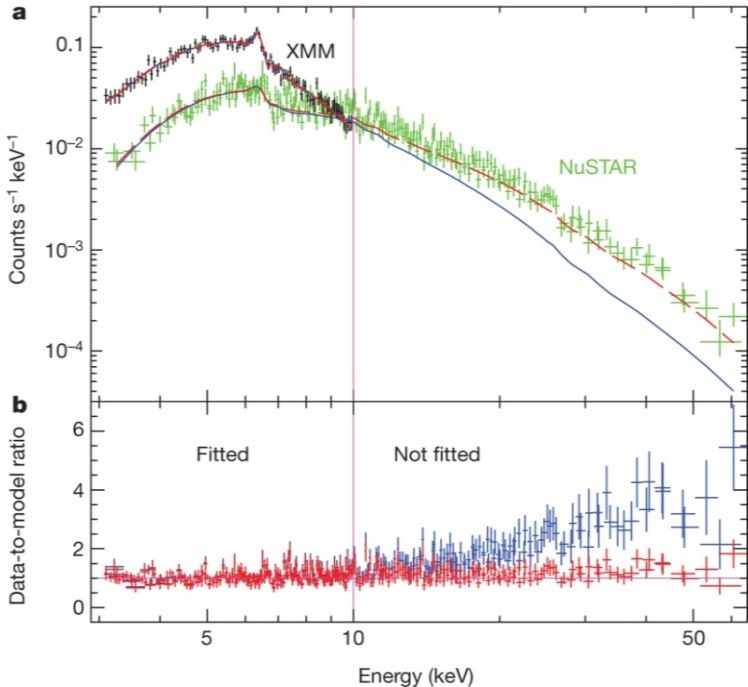 a
0.1
10⁻²
10⁻³
10⁻⁴
Counts s⁻¹ keV⁻¹
XMM
NuSTAR
b
6
4
2
0
Data-to-model ratio
Fitted
Not fitted
5
10
50
Energy (keV)